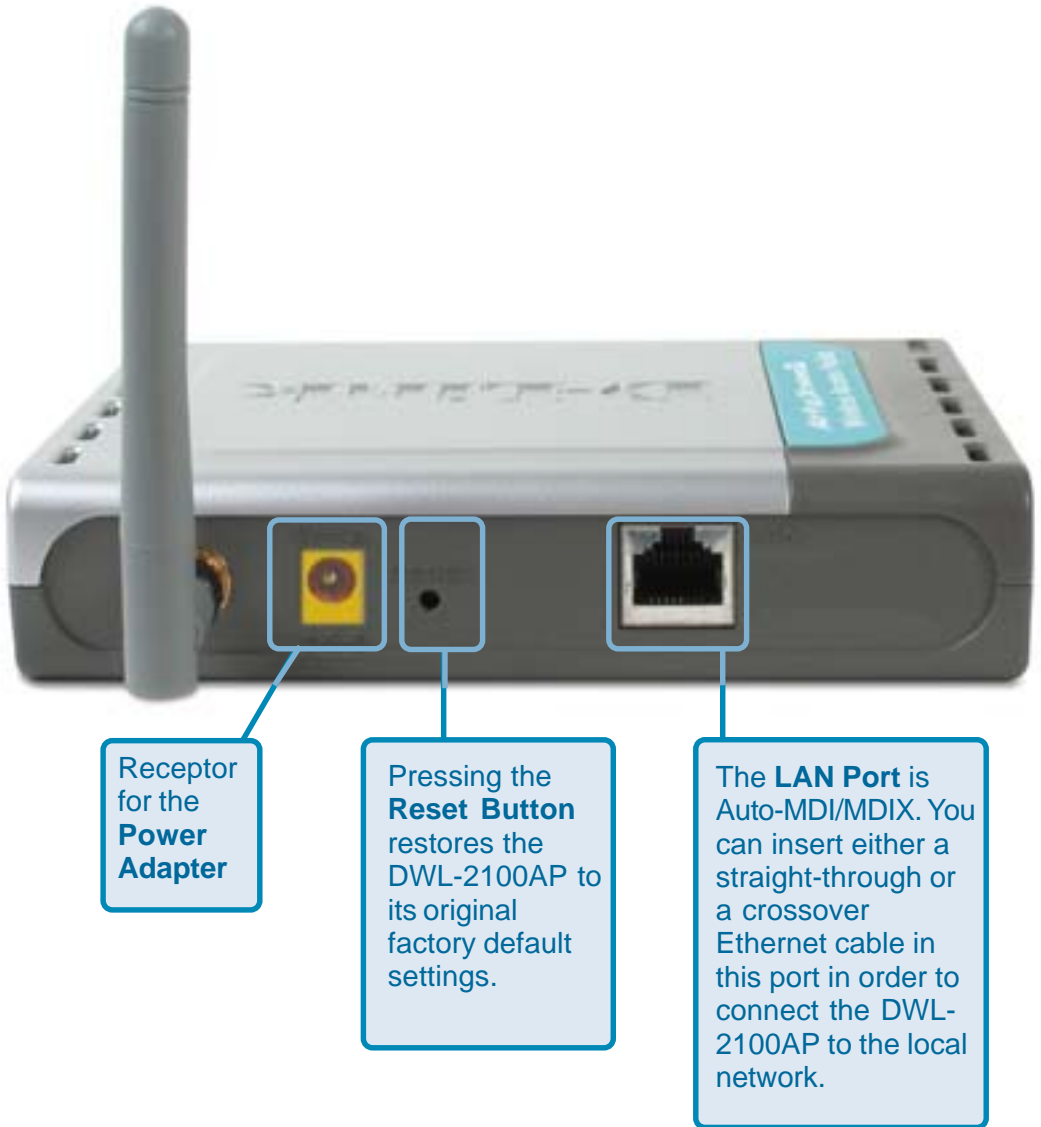 D-Link
Receptor
for the
Power
Adapter
Pressing the
Reset Button
restores the
DWL-2100AP to
its original
factory default
settings.
The LAN Port is
Auto-MDI/MDIX. You
can insert either a
straight-through or
a crossover
Ethernet cable in
this port in order to
connect the DWL-
2100AP to the local
network.